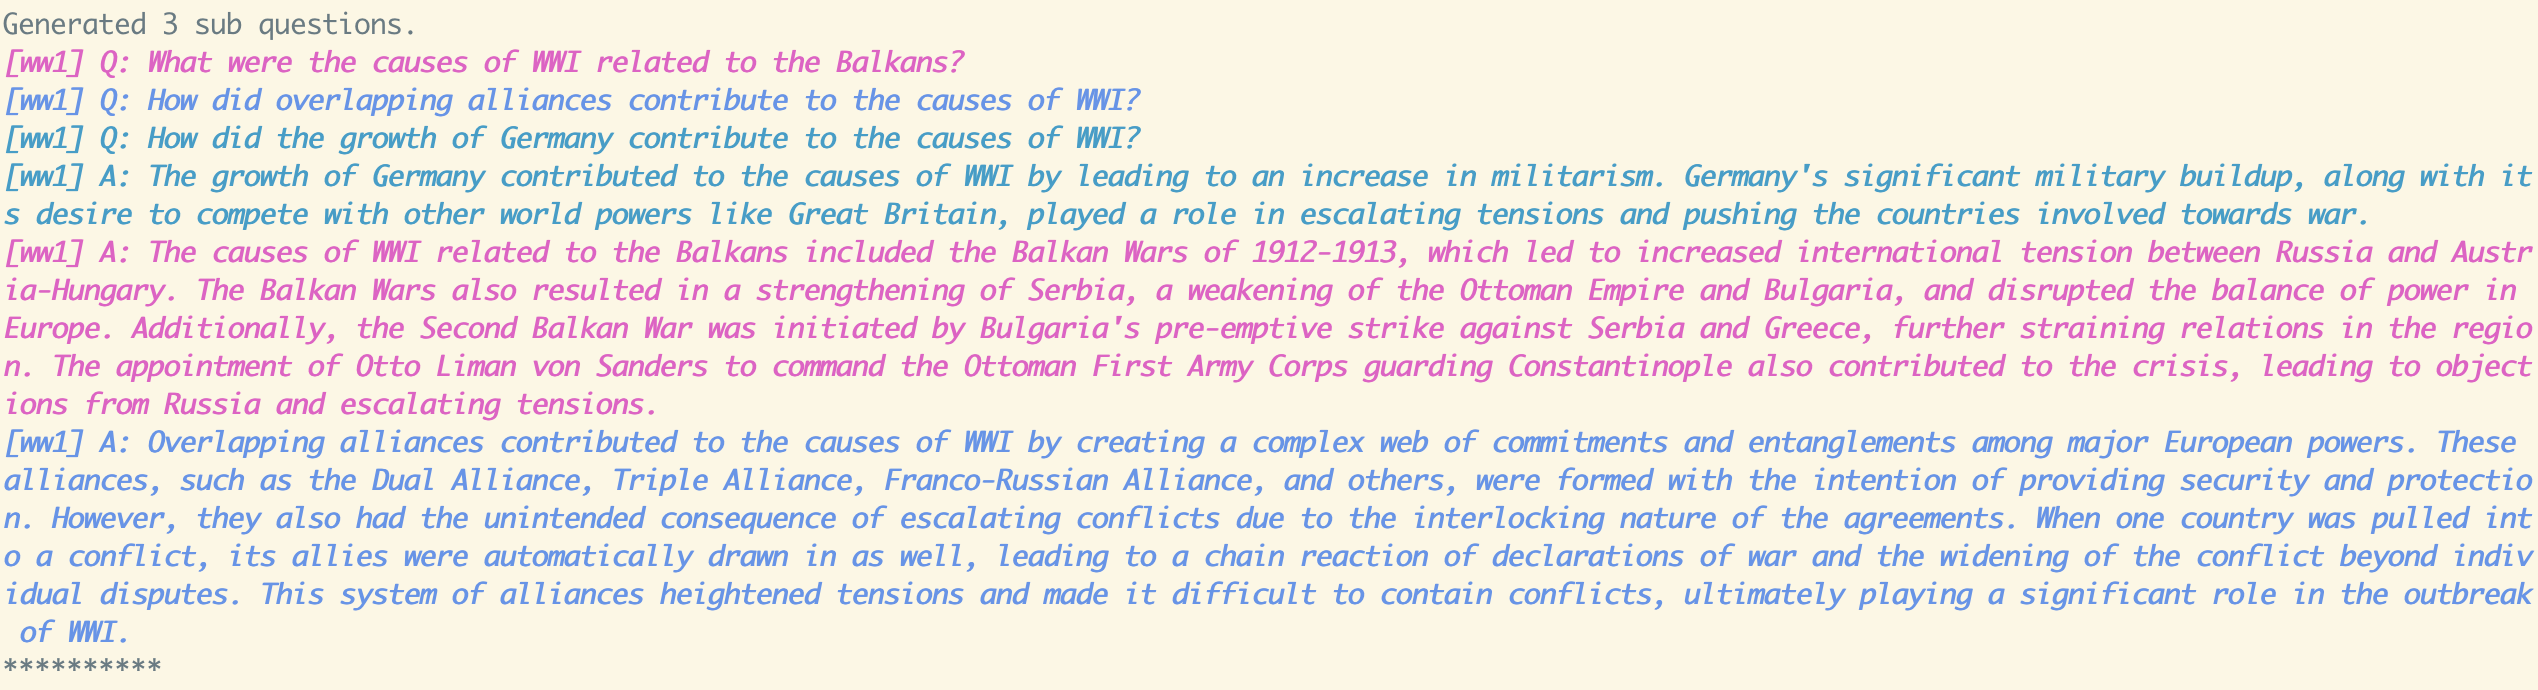 Generated 3 sub questions.
[ww1] Q: What were the causes of WWI related to the Balkans?
[ww1] Q: How did overlapping alliances contribute to the causes of WWI?
[ww1] Q: How did the growth of Germany contribute to the causes of WWI?
[ww1] A: The growth of Germany contributed to the causes of WWI by leading to an increase in militarism. Germany's significant military buildup, along with it
s desire to compete with other world powers like Great Britain, played a role in escalating tensions and pushing the countries involved towards war.
[ww1] A: The causes of WWI related to the Balkans included the Balkan Wars of 1912-1913, which led to increased international tension between Russia and Austr
ia-Hungary. The Balkan Wars also resulted in a strengthening of Serbia, a weakening of the Ottoman Empire and Bulgaria, and disrupted the balance of power in
Europe. Additionally, the Second Balkan War was initiated by Bulgaria's pre-emptive strike against Serbia and Greece, further straining relations in the regio
n. The appointment of Otto Liman von Sanders to command the Ottoman First Army Corps guarding Constantinople also contributed to the crisis, leading to object
ions from Russia and escalating tensions.
[ww1] A: Overlapping alliances contributed to the causes of WWI by creating a complex web of commitments and entanglements among major European powers. These
alliances, such as the Dual Alliance, Triple Alliance, Franco-Russian Alliance, and others, were formed with the intention of providing security and protectio
n. However, they also had the unintended consequence of escalating conflicts due to the interlocking nature of the agreements. When one country was pulled int
o a conflict, its allies were automatically drawn in as well, leading to a chain reaction of declarations of war and the widening of the conflict beyond indiv
idual disputes. This system of alliances heightened tensions and made it difficult to contain conflicts, ultimately playing a significant role in the outbreak
 of WWI.
**********